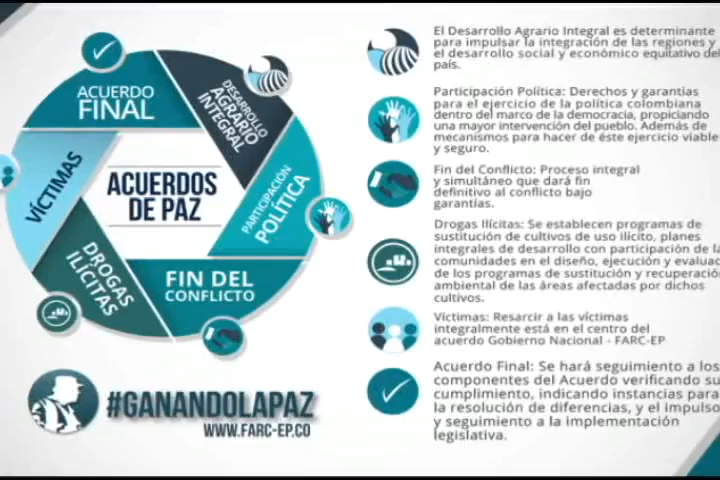 ACUERDO
FINAL
DESARROLLO
AGRARIO
INTEGRAL
PARTICIPACIÓN
POLÍTICA
FIN DEL
CONFLICTO
DROGAS
ILÍCITAS
VÍCTIMAS
ACUERDOS
DE PAZ
#GANANDOLAPAZ
WWW.FARC-EP.CO
El Desarrollo Agrario Integral es determinante
para impulsar la integración de las regiones y
el desarrollo social y económico equitativo del
país.
Participación Política: Derechos y garantías
para el ejercicio de la política colombiana
dentro del marco de la democracia, propiciando
una mayor intervención del pueblo. Además de
mecanismos para hacer de éste ejercicio viable
y seguro.
Fin del Conflicto: Proceso integral
y simultáneo que dará fin
definitivo al conflicto bajo
garantías.
Drogas Ilícitas: Se establecen programas de
sustitución de cultivos de uso ilícito, planes
integrales de desarrollo con participación de la
comunidades en el diseño, ejecución y evaluac
de los programas de sustitución y recuperación
ambiental de las áreas afectadas por dichos
cultivos.
Víctimas: Resarcir a las víctimas
integralmente está en el centro del
acuerdo Gobierno Nacional - FARC-EP
Acuerdo Final: Se hará seguimiento a los
componentes del Acuerdo verificando su
cumplimiento, indicando instancias para
la resolución de diferencias, y el impulso
y seguimiento a la implementación
legislativa.